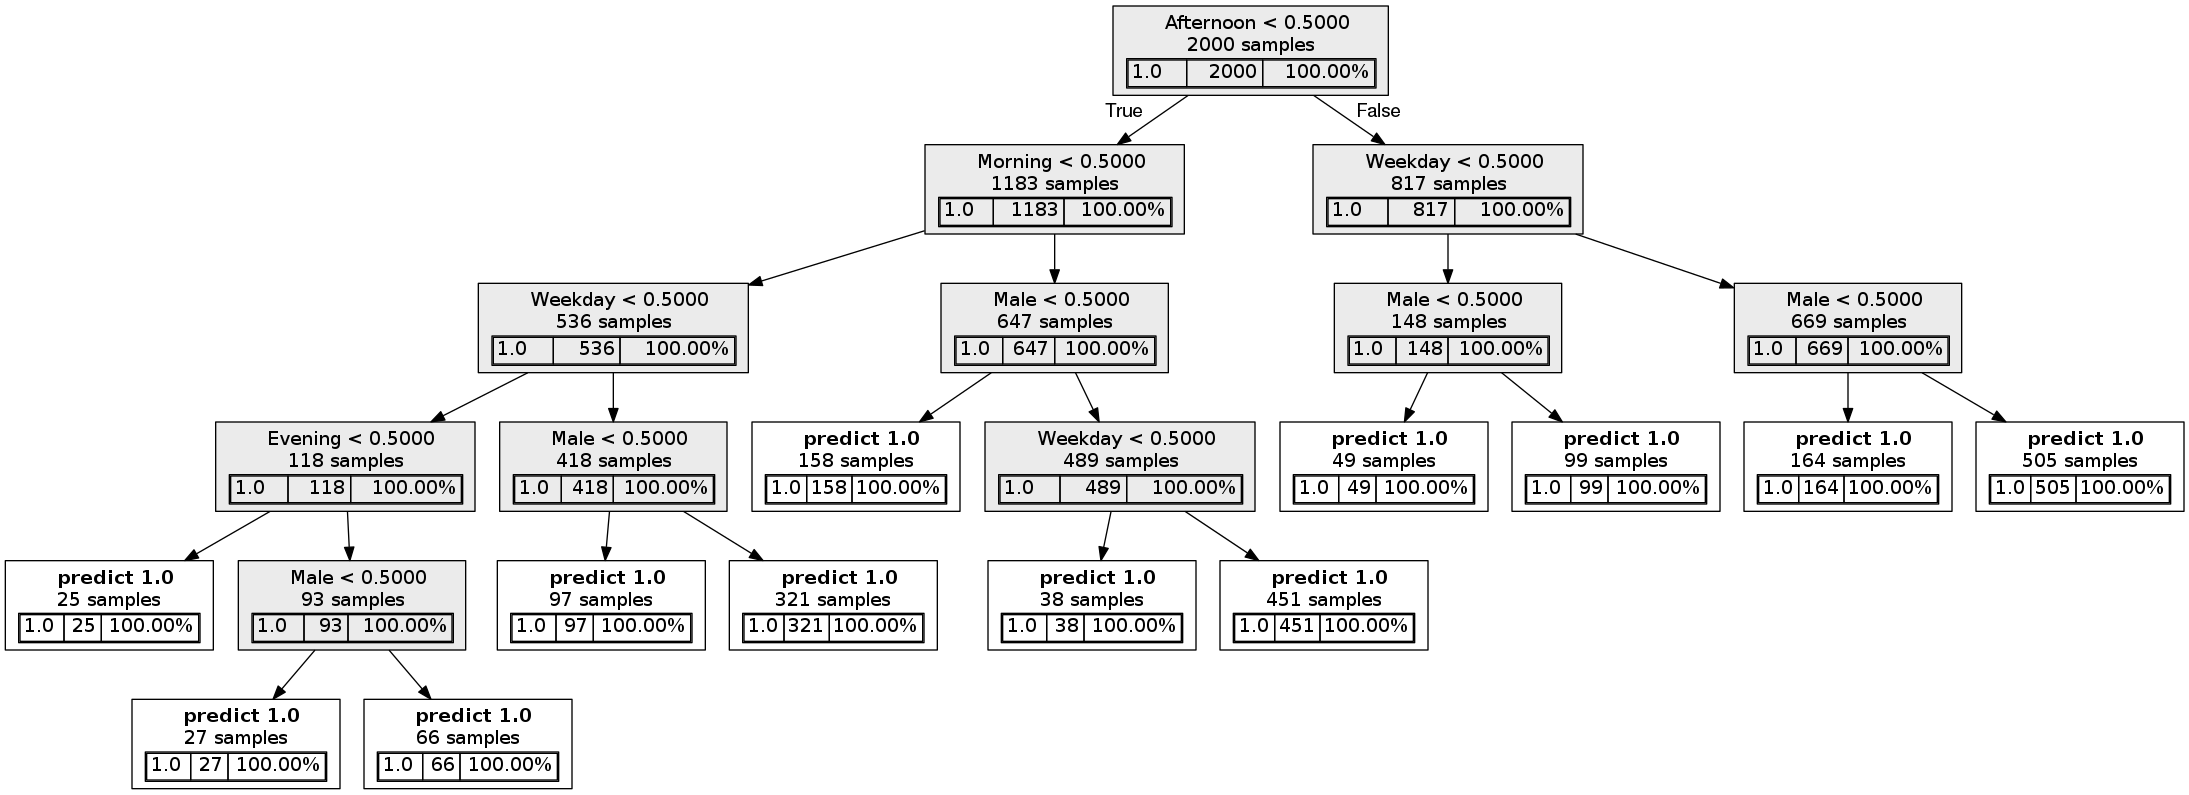 Afternoon < 0.5000
2000 samples
1.0 2000 100.00%
True
False
Morning < 0.5000
1183 samples
1.0 1183 100.00%
Weekday < 0.5000
817 samples
1.0 817 100.00%
Weekday < 0.5000
536 samples
1.0 536 100.00%
Male < 0.5000
647 samples
1.0 647 100.00%
Male < 0.5000
148 samples
1.0 148 100.00%
Male < 0.5000
669 samples
1.0 669 100.00%
Evening < 0.5000
118 samples
1.0 118 100.00%
Male < 0.5000
418 samples
1.0 418 100.00%
predict 1.0
158 samples
1.0 158 100.00%
Weekday < 0.5000
489 samples
1.0 489 100.00%
predict 1.0
49 samples
1.0 49 100.00%
predict 1.0
99 samples
1.0 99 100.00%
predict 1.0
164 samples
1.0 164 100.00%
predict 1.0
505 samples
1.0 505 100.00%
predict 1.0
25 samples
1.0 25 100.00%
Male < 0.5000
93 samples
1.0 93 100.00%
predict 1.0
97 samples
1.0 97 100.00%
predict 1.0
321 samples
1.0 321 100.00%
predict 1.0
38 samples
1.0 38 100.00%
predict 1.0
451 samples
1.0 451 100.00%
predict 1.0
27 samples
1.0 27 100.00%
predict 1.0
66 samples
1.0 66 100.00%